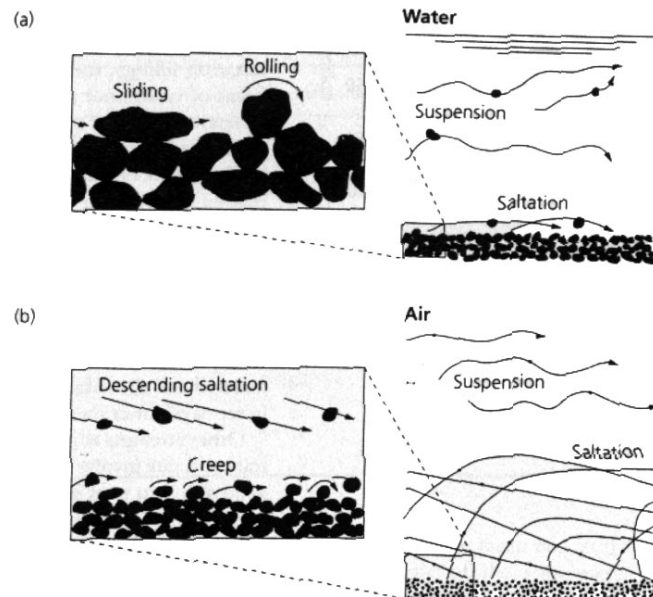 (a)
Water
Rolling
Sliding
Suspension
Saltation
(b)
Air
Descending saltation
Suspension
Creep
Saltation